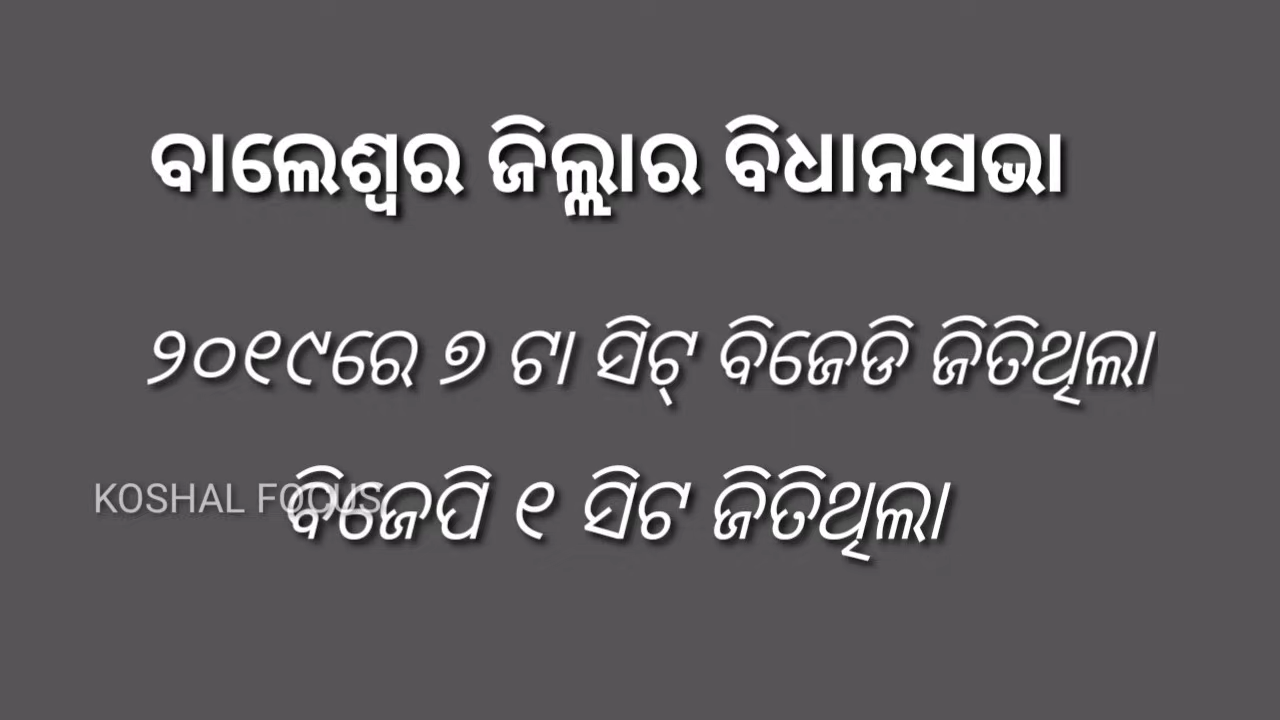 ବାଲେଶ୍ୱର ଜିଲ୍ଲାର ବିଧାନସଭା
୨୦୧୯ରେ ୭ ଟା ସିଟ୍ ବିଜେଡି ଜିତିଥିଲା
KOSHAL FOCUS
ବିଜେପି ୧ ସିଟ ଜିତିଥିଲା